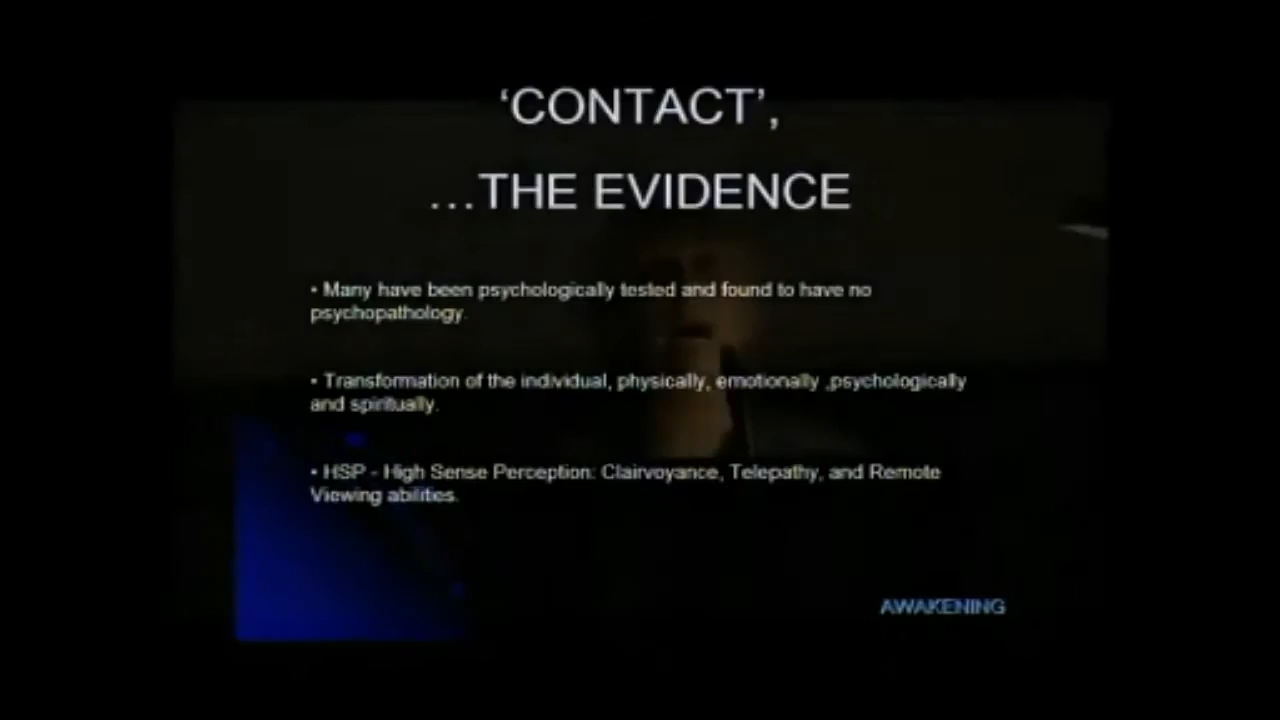 ‘CONTACT’,
…THE EVIDENCE
• Many have been psychologically tested and found to have no
psychopathology.
• Transformation of the individual, physically, emotionally ,psychologically
and spiritually.
• HSP - High Sense Perception: Clairvoyance, Telepathy, and Remote
Viewing abilities.
AWAKENING